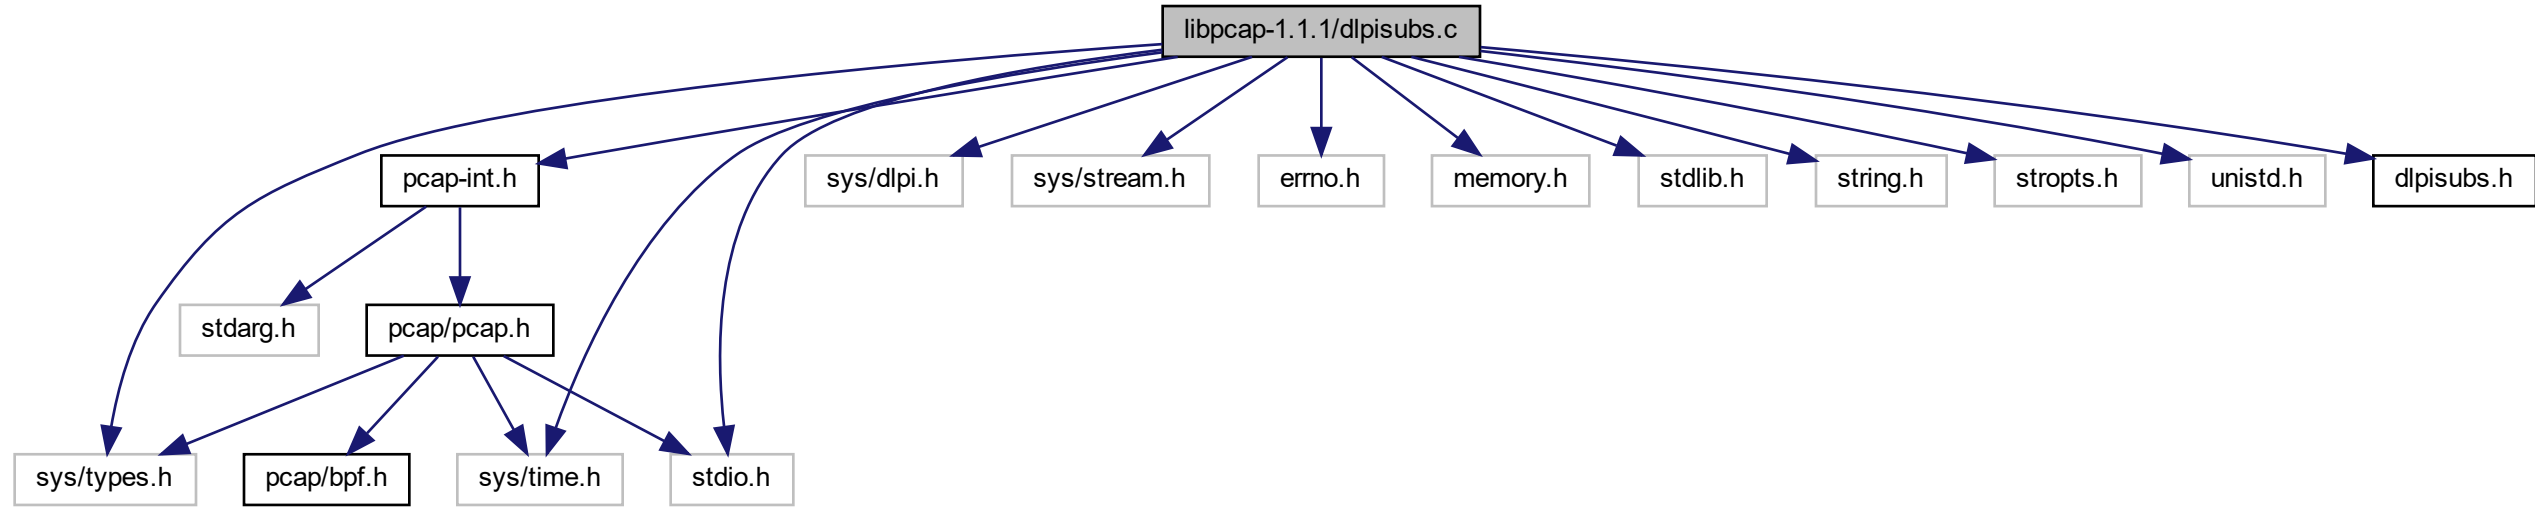 libpcap-1.1.1/dlpisubs.c
pcap-int.h
sys/dlpi.h
sys/stream.h
errno.h
memory.h
stdlib.h
string.h
stropts.h
unistd.h
dlpisubs.h
stdarg.h
pcap/pcap.h
sys/types.h
pcap/bpf.h
sys/time.h
stdio.h